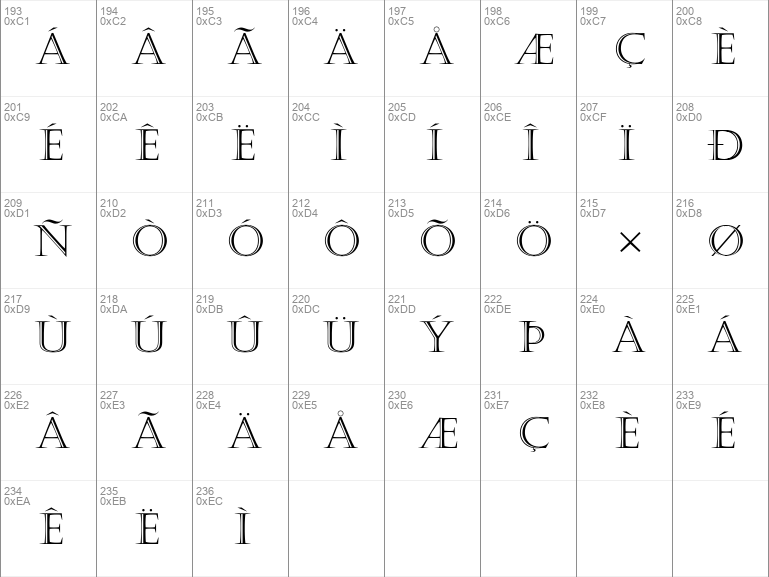 193 194 195 196 197 198 199 200
0xC1 0xC2 0xC3 0xC4 0xC5 0xC6 0xC7 0xC8
Á Â Ã Ä Å Æ Ç È
201 202 203 204 205 206 207 208
0xC9 0xCA 0xCB 0xCC 0xCD 0xCE 0xCF 0xD0
É Ê Ë Ì Í Î Ï Ð
209 210 211 212 213 214 215 216
0xD1 0xD2 0xD3 0xD4 0xD5 0xD6 0xD7 0xD8
Ñ Ò Ó Ô Õ Ö × Ø
217 218 219 220 221 222 224 225
0xD9 0xDA 0xDB 0xDC 0xDD 0xDE 0xE0 0xE1
Ù Ú Û Ü Ý Þ À Á
226 227 228 229 230 231 232 233
0xE2 0xE3 0xE4 0xE5 0xE6 0xE7 0xE8 0xE9
Â Ã Ä Å Æ Ç È É
234 235 236
0xEA 0xEB 0xEC
Ê Ë Ì